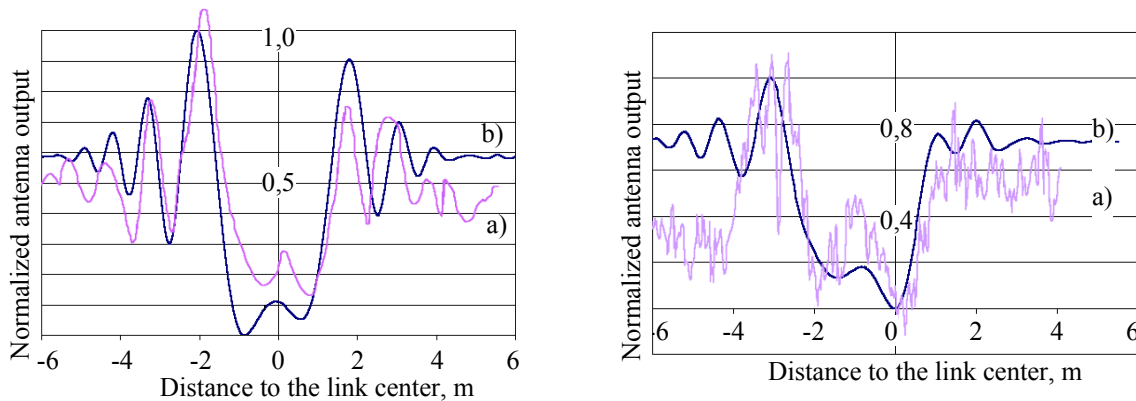 Normalized antenna output
1,0
b)
0,5
a)
-6 -4 -2 0 2 4 6
Distance to the link center, m
Normalized antenna output
0,8
b)
a)
0,4
-6 -4 -2 0 2 4 6
Distance to the link center, m